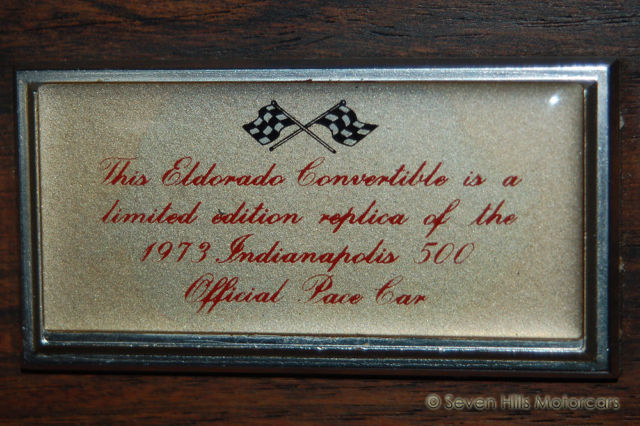 This Eldorado Convertible is a
limited edition replica of the
1973 Indianapolis 500
Official Pace Car
© Seven Hills Motorcars